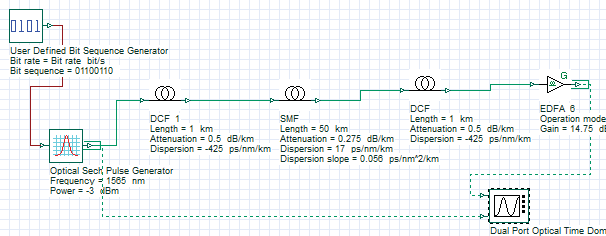 0101
User Defined Bit Sequence Generator
Bit rate = Bit rate bit/s
Bit sequence = 01100110
Optical Sech Pulse Generator
Frequency = 1565 nm
Power = -3 dBm
DCF_1
Length = 1 km
Attenuation = 0.5 dB/km
Dispersion = -425 ps/nm/km
SMF
Length = 50 km
Attenuation = 0.275 dB/km
Dispersion = 17 ps/nm/km
Dispersion slope = 0.056 ps/nm^2/km
DCF
Length = 1 km
Attenuation = 0.5 dB/km
Dispersion = -425 ps/nm/km
G
EDFA_6
Operation mode
Gain = 14.75 dB
Dual Port Optical Time Dom